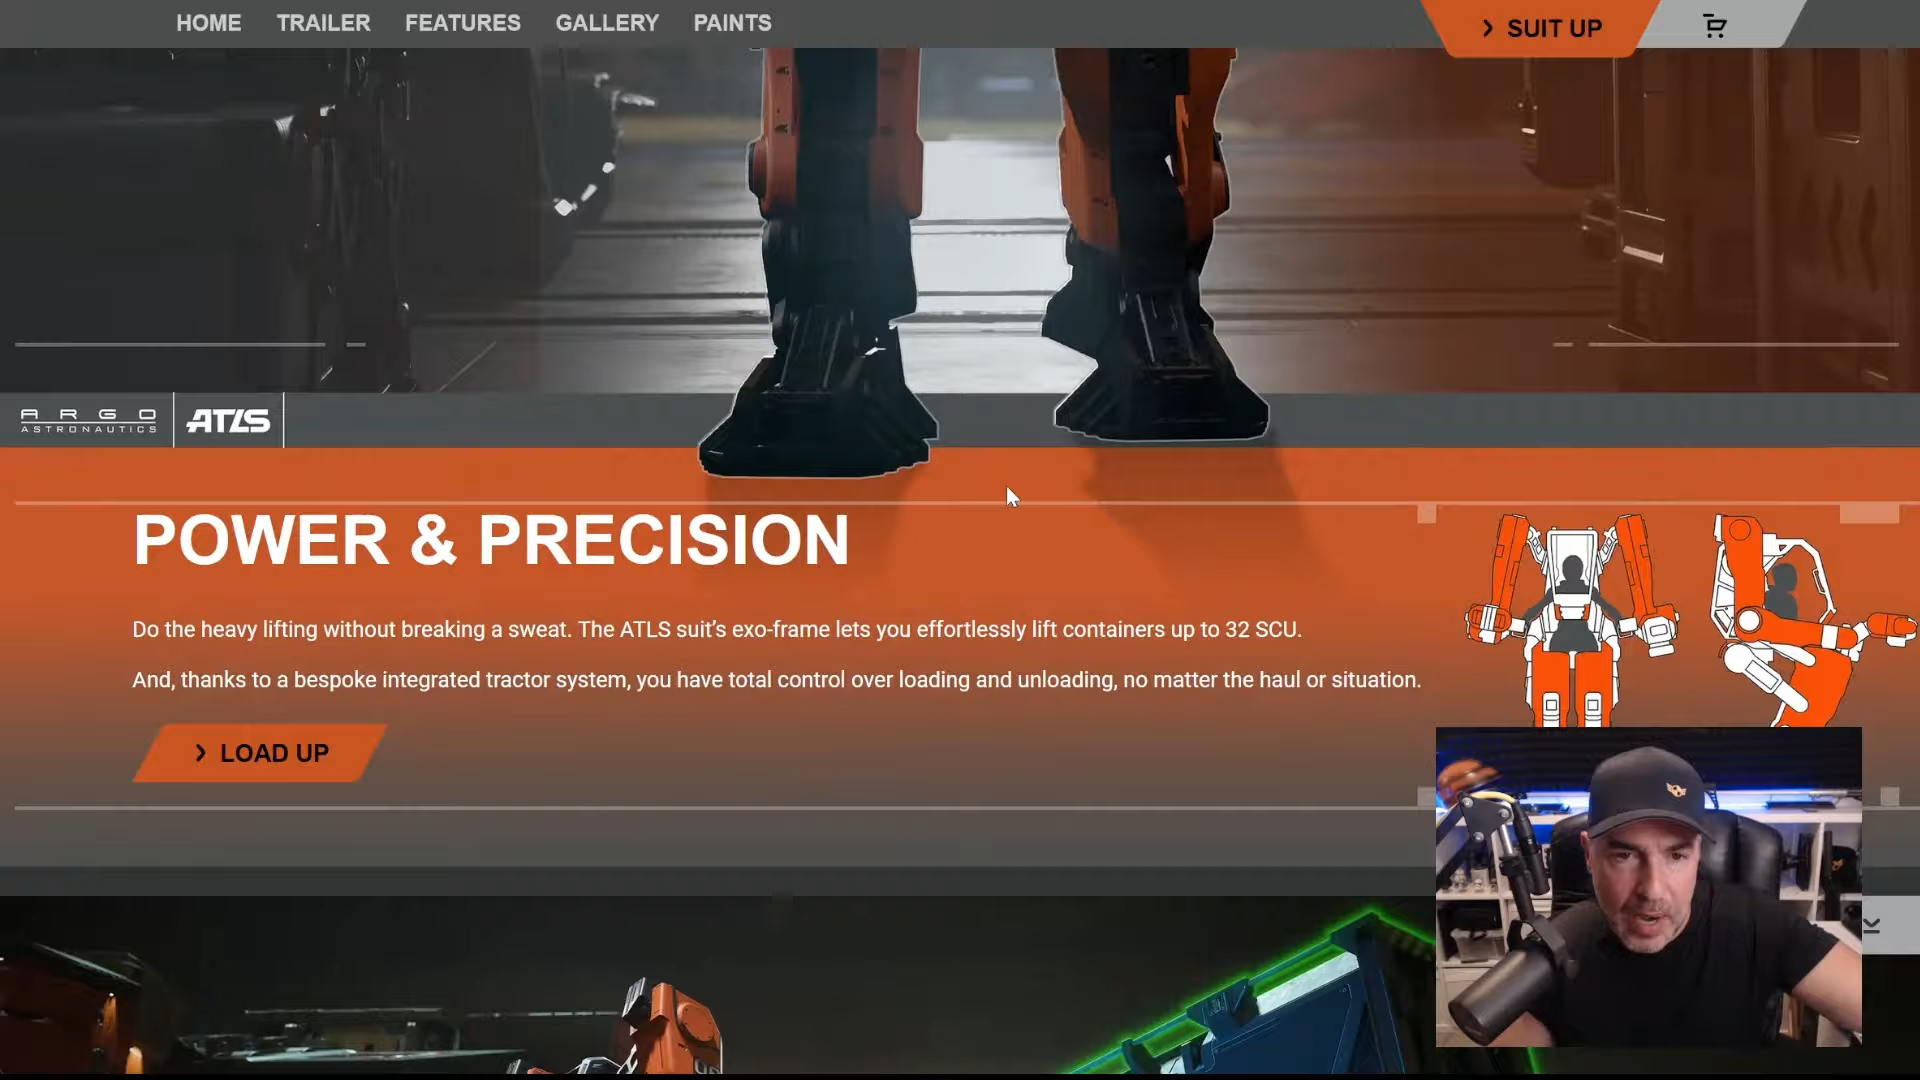 HOME TRAILER FEATURES GALLERY PAINTS
SUIT UP
ARGO
ASTRONAUTICS
ATLS
POWER & PRECISION
Do the heavy lifting without breaking a sweat. The ATLS suit’s exo-frame lets you effortlessly lift containers up to 32 SCU.
And, thanks to a bespoke integrated tractor system, you have total control over loading and unloading, no matter the haul or situation.
LOAD UP